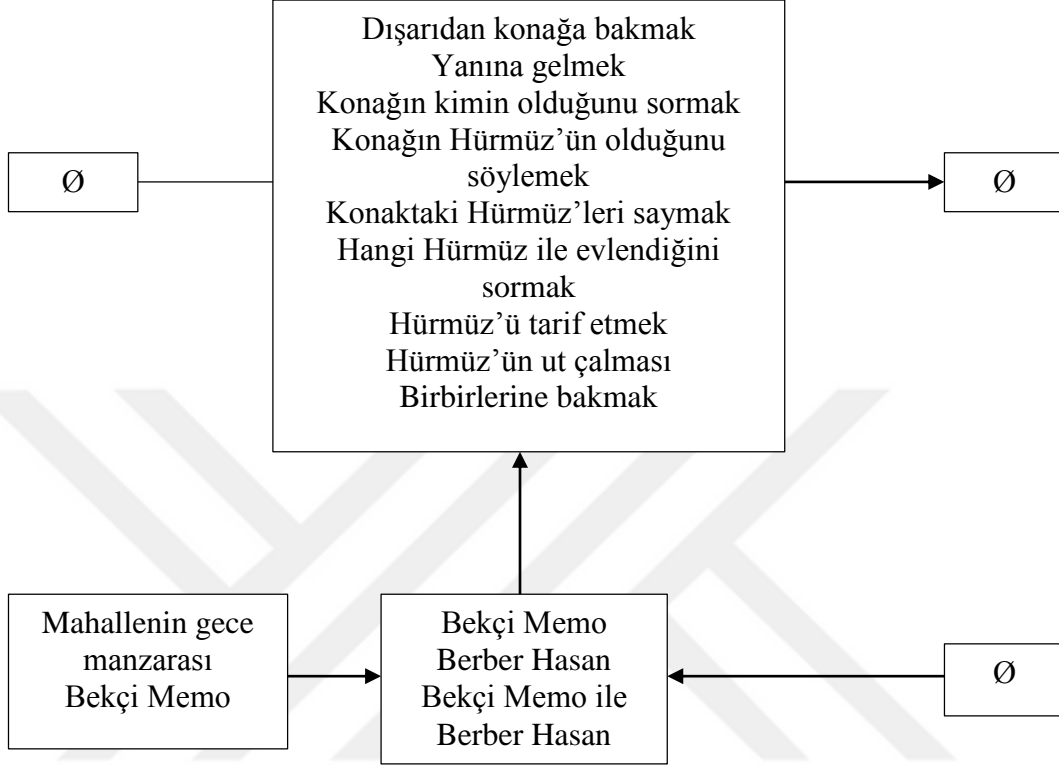 Dışarıdan konağa bakmak
Yanına gelmek
Konağın kimin olduğunu sormak
Konağın Hürmüz’ün olduğunu
söylemek
Konaktaki Hürmüz’leri saymak
Hangi Hürmüz ile evlendiğini
sormak
Hürmüz’ü tarif etmek
Hürmüz’ün ut çalması
Birbirlerine bakmak
Ø
Ø
Mahallenin gece
manzarası
Bekçi Memo
Bekçi Memo
Berber Hasan
Bekçi Memo ile
Berber Hasan
Ø